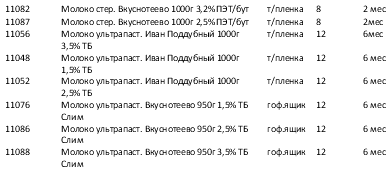 11082 Молоко стер. Вкуснотеево 1000г 3,2%ПЭТ/бут т/пленка 8 2 мес
11087 Молоко стер. Вкуснотеево 1000г 2,5%ПЭТ/бут т/пленка 8 2мес
11056 Молоко ультрапаст. Иван Поддубный 1000г т/пленка 12 6мес
3,5% ТБ
11048 Молоко ультрапаст. Иван Поддубный 1000г т/пленка 12 6 мес
1,5% ТБ
11052 Молоко ультрапаст. Иван Поддубный 1000г т/пленка 12 6 мес
2,5% ТБ
11076 Молоко ультрапаст. Вкуснотеево 950г 1,5% ТБ гоф.ящик 12 6 мес
Слим
11086 Молоко ультрапаст. Вкуснотеево 950г 2,5% ТБ гоф.ящик 12 6 мес
Слим
11088 Молоко ультрапаст. Вкуснотеево 950г 3,5% ТБ гоф.ящик 12 6 мес
Слим